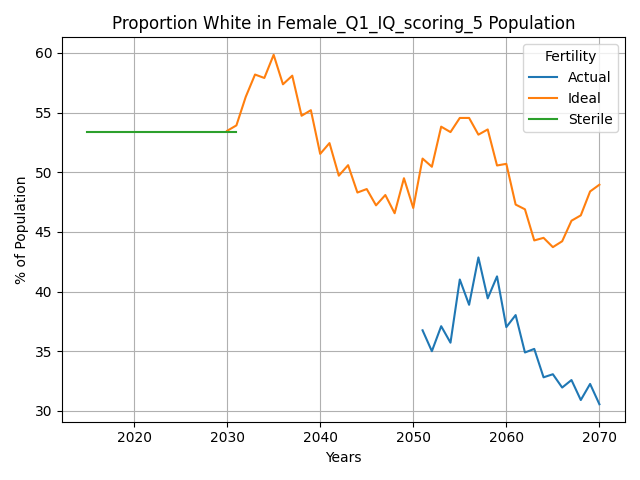 Proportion White in Female_Q1_IQ_scoring_5 Population
Fertility
Actual
Ideal
Sterile
% of Population
60
55
50
45
40
35
30
2020 2030 2040 2050 2060 2070
Years